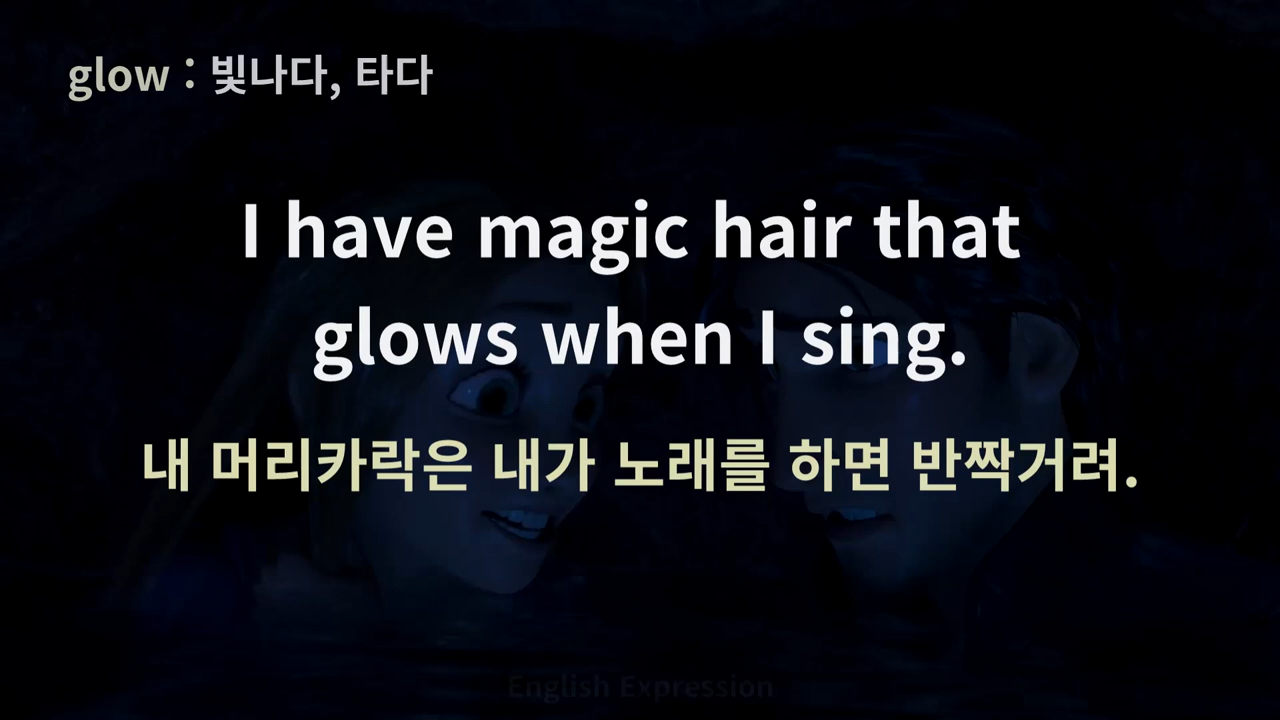 glow : 빛나다, 타다
I have magic hair that
glows when I sing.
내 머리카락은 내가 노래를 하면 반짝거려.
English Expression